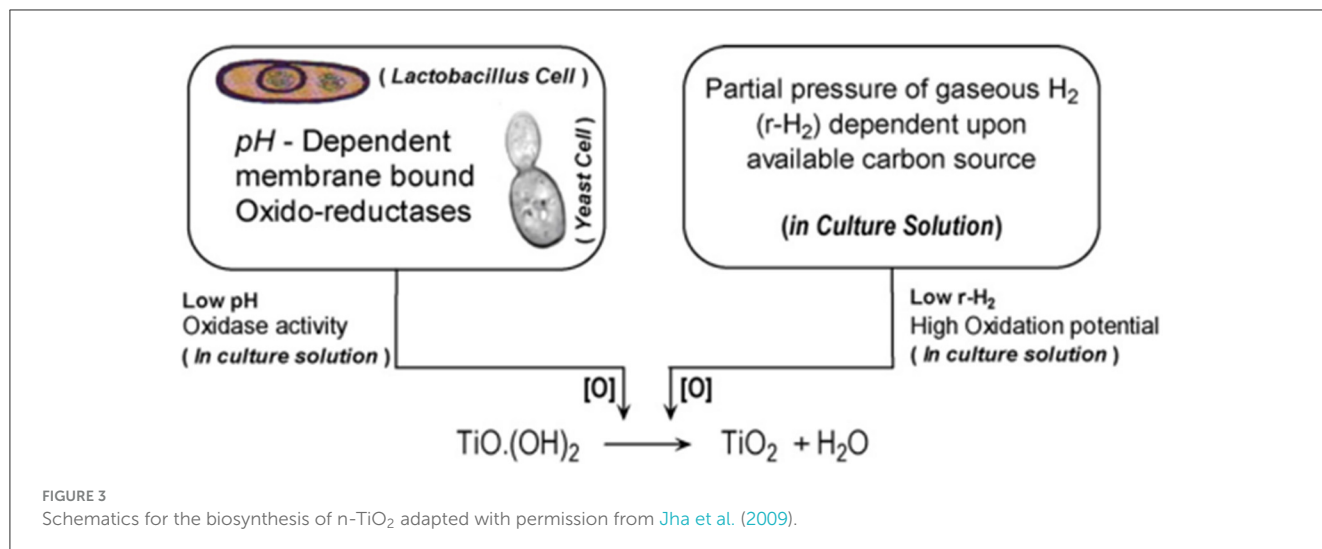 ( Lactobacillus Cell )
pH - Dependent
membrane bound
Oxido-reductases
( Yeast Cell )
Partial pressure of gaseous H₂
(r-H₂) dependent upon
available carbon source
(in Culture Solution)
Low pH
Oxidase activity
( In culture solution )
Low r-H₂
High Oxidation potential
( In culture solution )
[O] [O]
TiO.(OH)₂ ⟶ TiO₂ + H₂O
FIGURE 3
Schematics for the biosynthesis of n-TiO₂ adapted with permission from Jha et al. (2009).